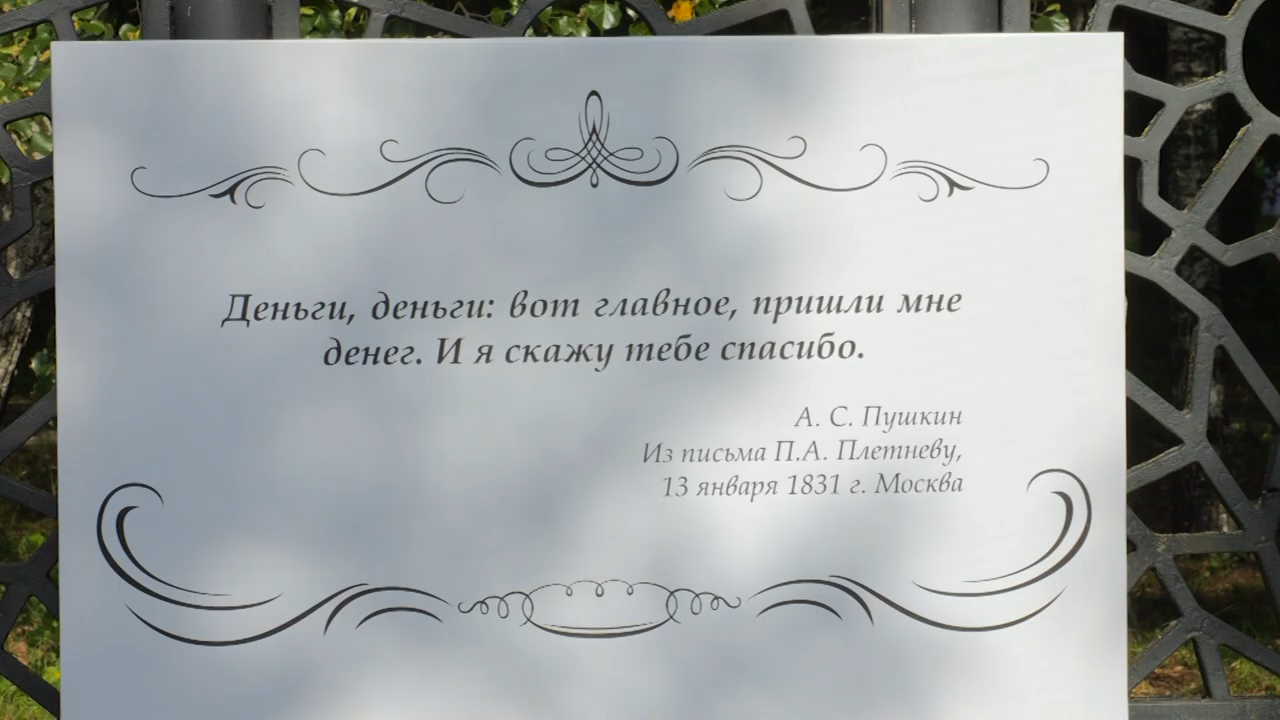 Деньги, деньги: вот главное, пришли мне
денег. И я скажу тебе спасибо.
А. С. Пушкин
Из письма П.А. Плетневу,
13 января 1831 г. Москва